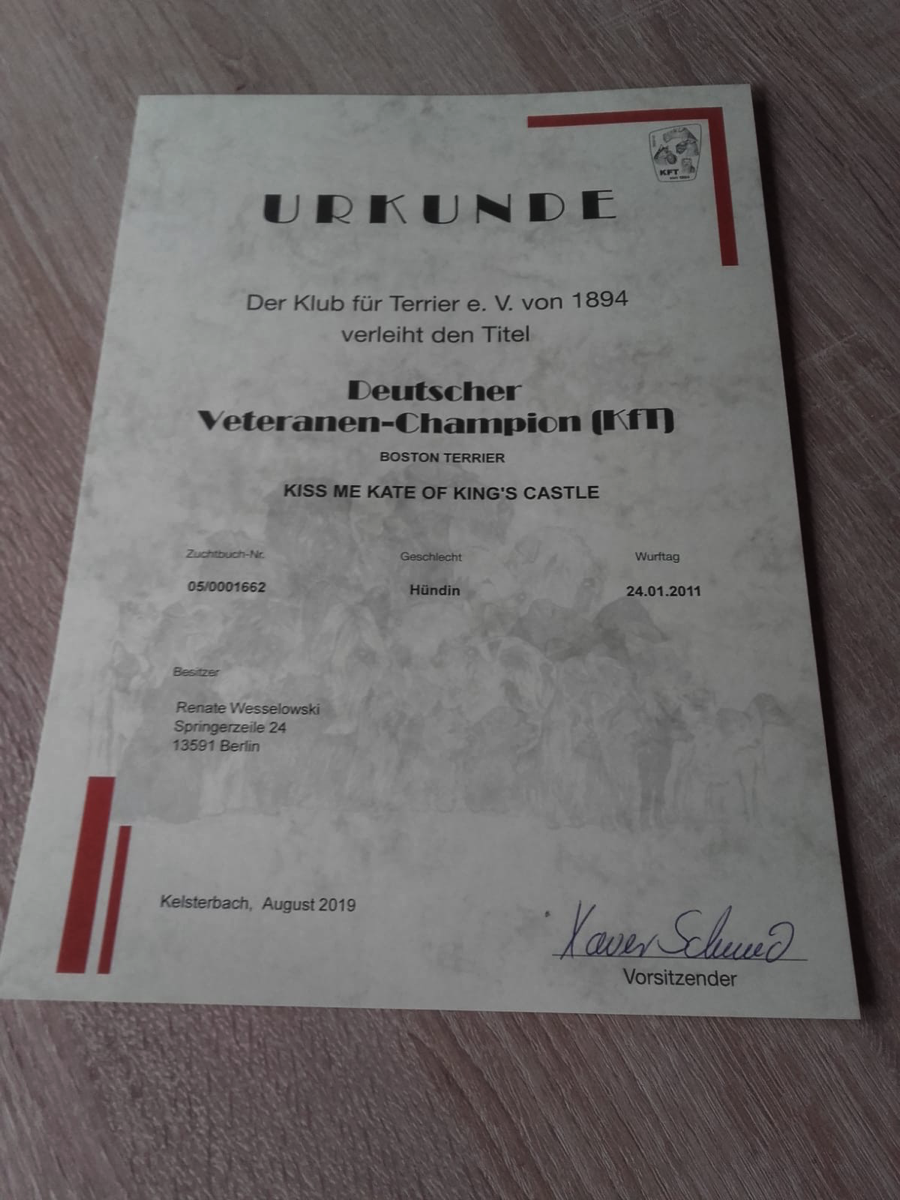 KFT
URKUNDE
Der Klub für Terrier e. V. von 1894
verleiht den Titel
Deutscher
Veteranen-Champion (KfT)
BOSTON TERRIER
KISS ME KATE OF KING'S CASTLE
Zuchtbuch-Nr. Geschlecht Wurftag
05/0001662 Hündin 24.01.2011
Besitzer
Renate Wesselowski
Springerzeile 24
13591 Berlin
Kelsterbach, August 2019
Xaver Schmid
Vorsitzender